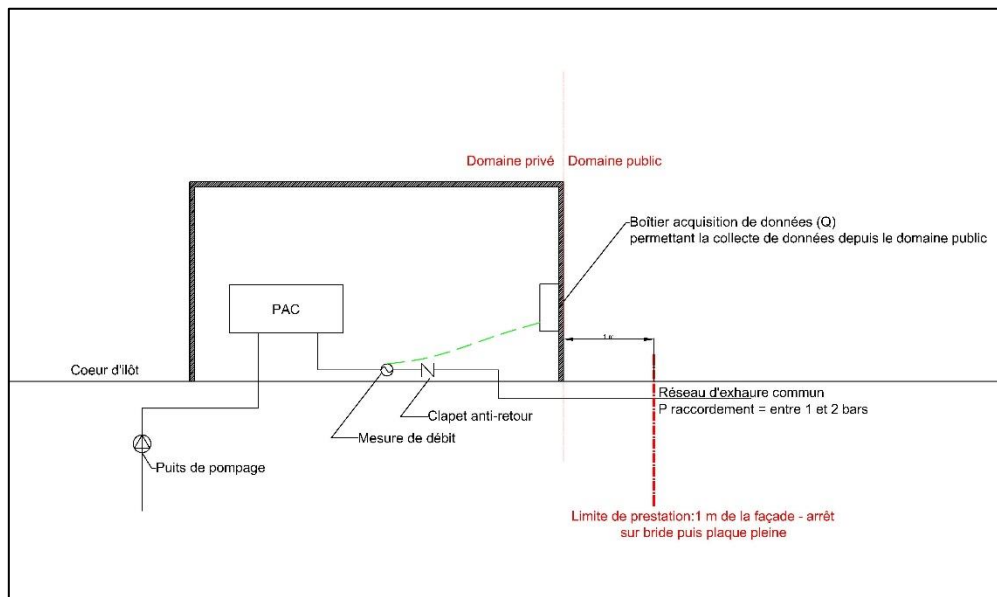 Domaine privé
Domaine public
Boîtier acquisition de données (Q)
permettant la collecte de données depuis le domaine public
PAC
1 m
Coeur d'ilôt
Réseau d'exhaure commun
P raccordement = entre 1 et 2 bars
Clapet anti-retour
Mesure de débit
Puits de pompage
Limite de prestation:1 m de la façade - arrêt
sur bride puis plaque pleine